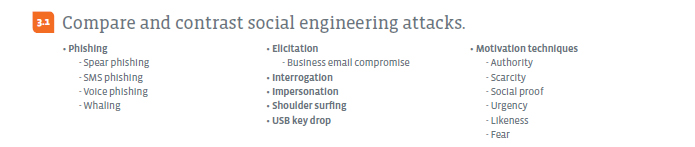 3.1 Compare and contrast social engineering attacks.
• Phishing
- Spear phishing
- SMS phishing
- Voice phishing
- Whaling
• Elicitation
- Business email compromise
• Interrogation
• Impersonation
• Shoulder surfing
• USB key drop
• Motivation techniques
- Authority
- Scarcity
- Social proof
- Urgency
- Likeness
- Fear